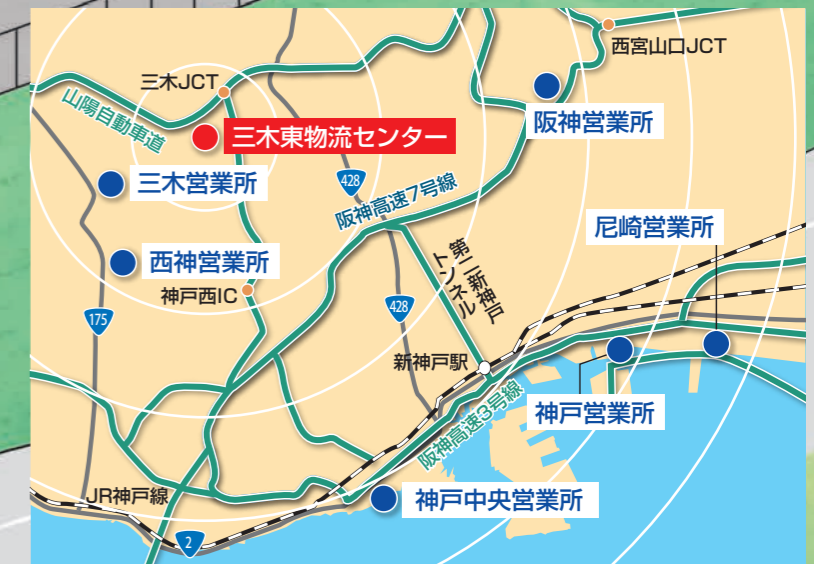 西宮山口JCT
三木JCT
山陽自動車道
三木東物流センター
阪神営業所
三木営業所
428
阪神高速7号線
尼崎営業所
西神営業所
第二新神戸
トンネル
神戸西IC
175
428
新神戸駅
神戸営業所
阪神高速3号線
JR神戸線
神戸中央営業所
2